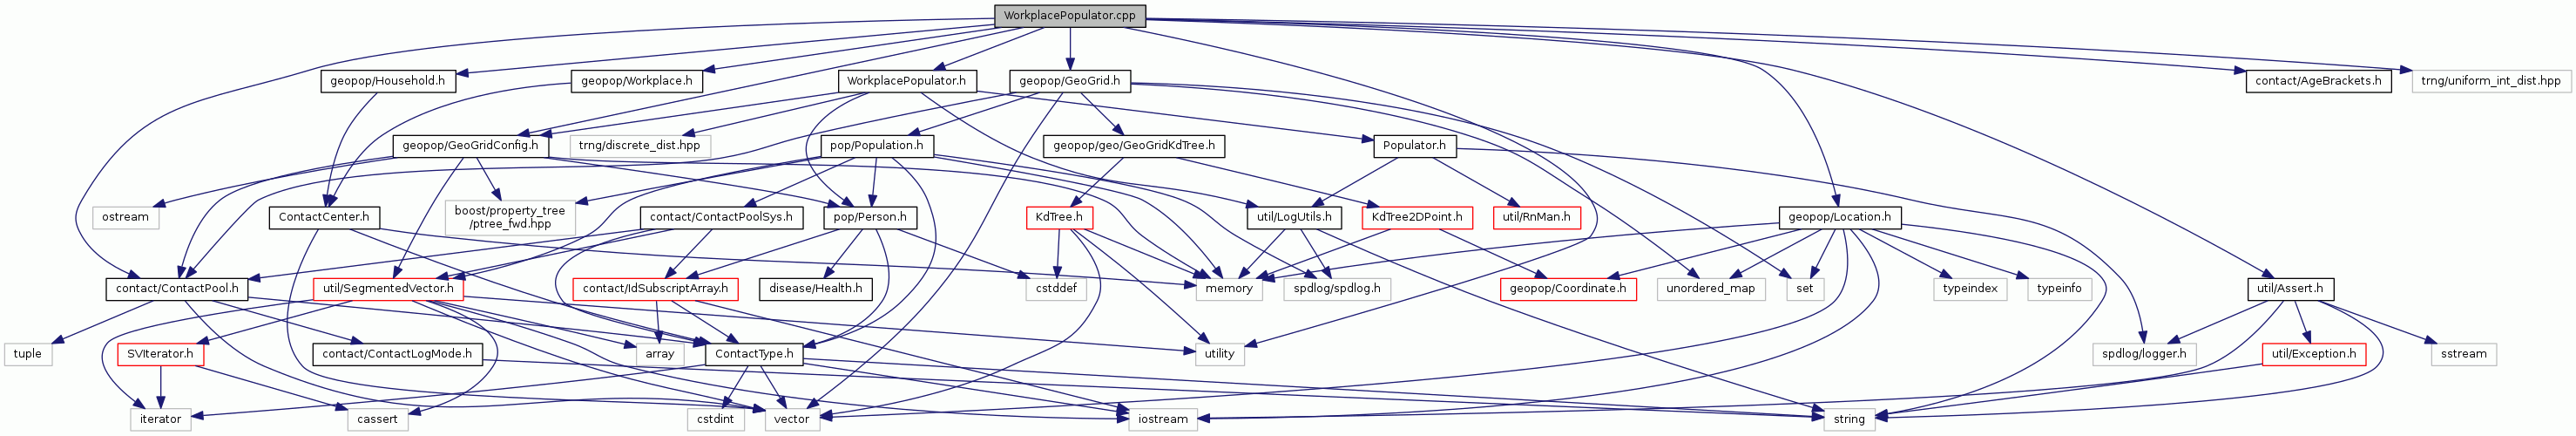 WorkplacePopulator.cpp
geopop/Household.h
geopop/Workplace.h
WorkplacePopulator.h
geopop/GeoGrid.h
contact/AgeBrackets.h
trng/uniform_int_dist.hpp
geopop/GeoGridConfig.h
trng/discrete_dist.hpp
pop/Population.h
geopop/geo/GeoGridKdTree.h
Populator.h
ostream
ContactCenter.h
boost/property_tree
/ptree_fwd.hpp
contact/ContactPoolSys.h
pop/Person.h
KdTree.h
util/LogUtils.h
KdTree2DPoint.h
util/RnMan.h
geopop/Location.h
contact/ContactPool.h
util/SegmentedVector.h
contact/IdSubscriptArray.h
disease/Health.h
cstddef
memory
spdlog/spdlog.h
geopop/Coordinate.h
unordered_map
set
typeindex
typeinfo
util/Assert.h
tuple
SVIterator.h
contact/ContactLogMode.h
array
ContactType.h
utility
spdlog/logger.h
util/Exception.h
sstream
iterator
cassert
cstdint
vector
iostream
string